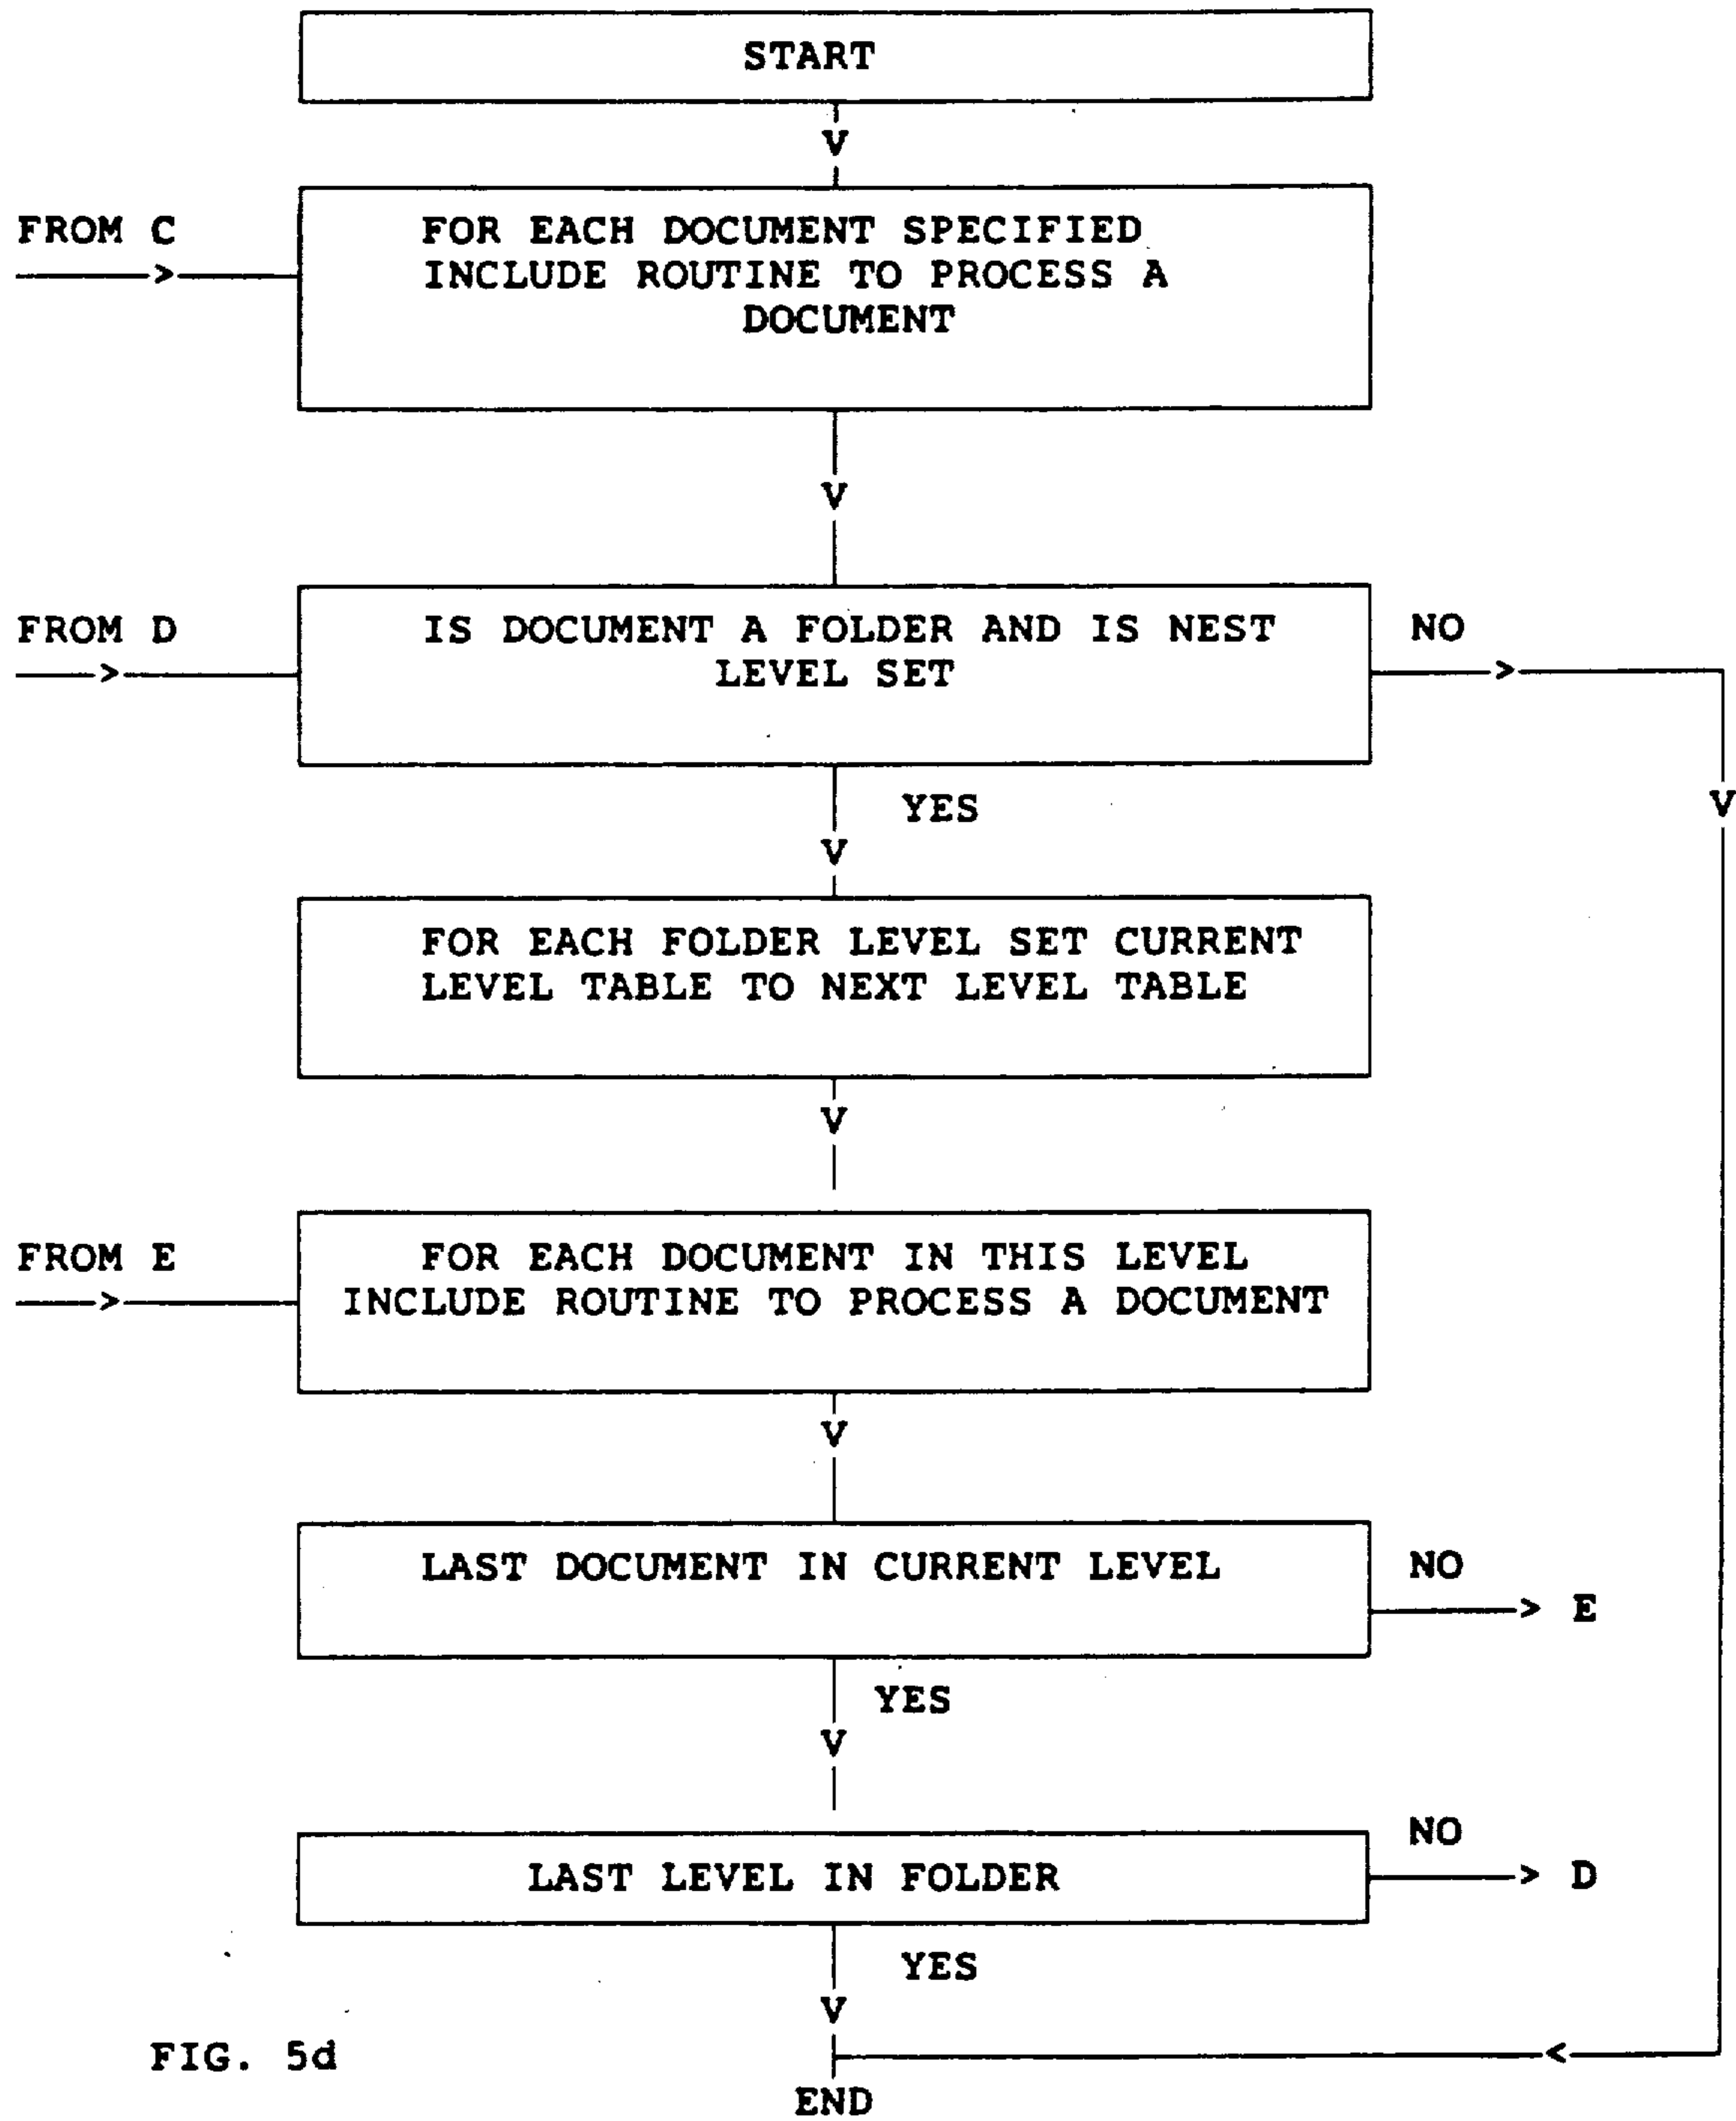 START
V
FROM C
FOR EACH DOCUMENT SPECIFIED
INCLUDE ROUTINE TO PROCESS A
DOCUMENT
>
V
FROM D
IS DOCUMENT A FOLDER AND IS NEST
LEVEL SET
NO
>
>
YES
V
V
FOR EACH FOLDER LEVEL SET CURRENT
LEVEL TABLE TO NEXT LEVEL TABLE
V
FROM E
FOR EACH DOCUMENT IN THIS LEVEL
INCLUDE ROUTINE TO PROCESS A DOCUMENT
>
V
LAST DOCUMENT IN CURRENT LEVEL
NO
> E
YES
V
LAST LEVEL IN FOLDER
NO
> D
YES
V
<
END
FIG. 5d